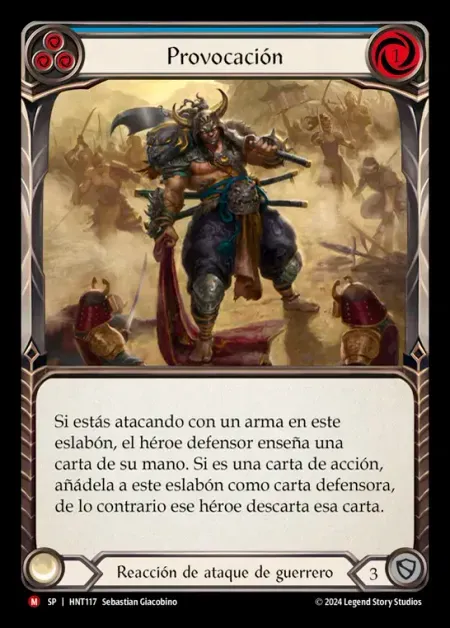 Provocación
1
Si estás atacando con un arma en este
eslabón, el héroe defensor enseña una
carta de su mano. Si es una carta de acción,
añádela a este eslabón como carta defensora,
de lo contrario ese héroe descarta esa carta.
Reacción de ataque de guerrero
3
M SP | HNT117 Sebastian Giacobino
© 2024 Legend Story Studios